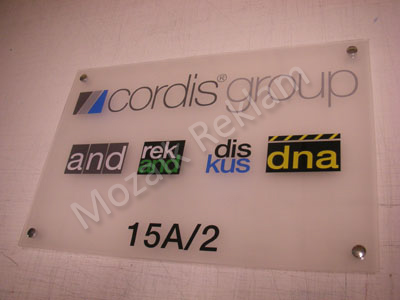 cordis® group
and rek and dis kus dna
15A/2
Mozaik Reklam